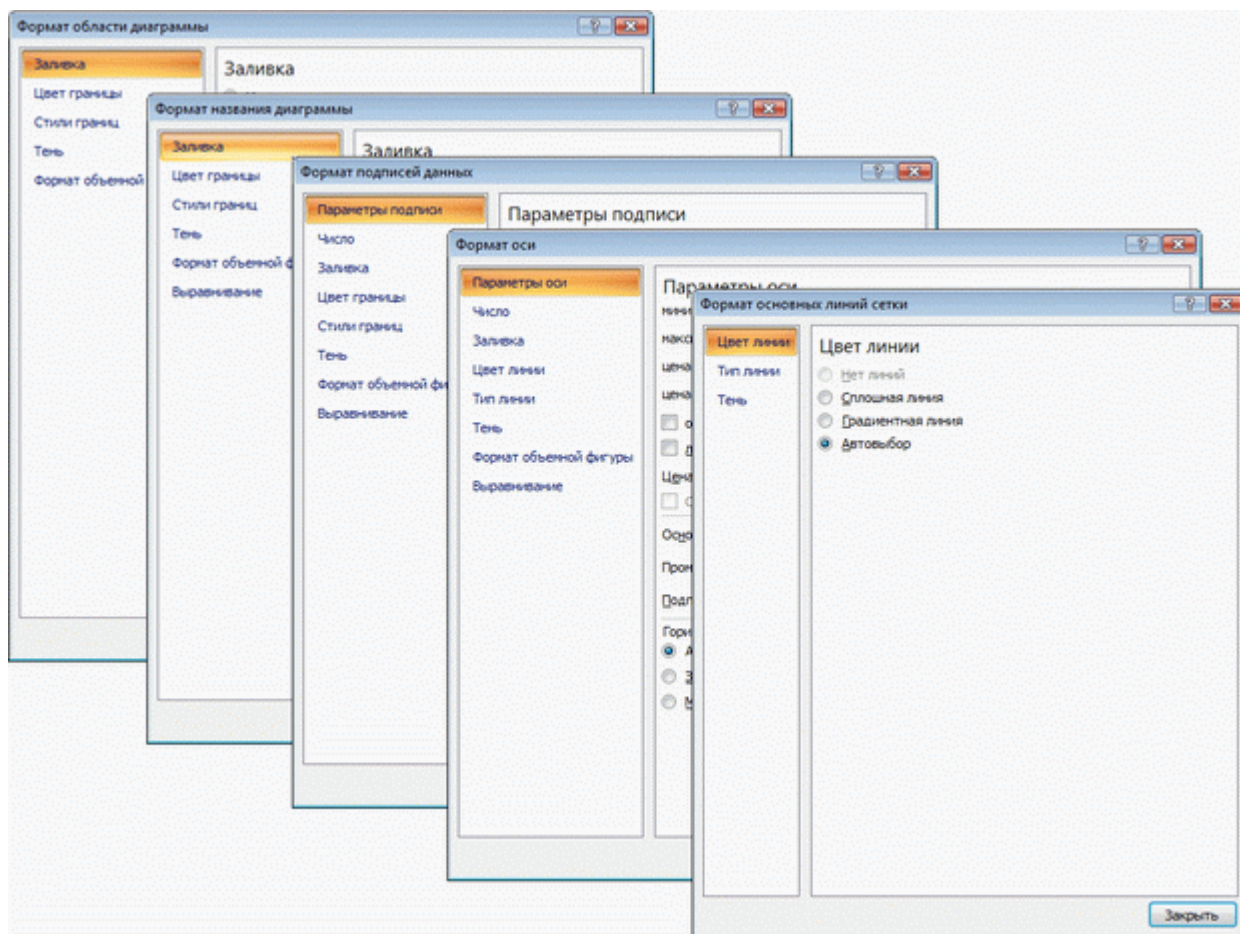 Формат области диаграммы
Заливка
Цвет границы
Стили границ
Тень
Формат объемной
Заливка
Формат названия диаграммы
Заливка
Цвет границы
Стили границ
Тень
Формат объемной
Выравнивание
Заливка
Формат подписей данных
Параметры подписи
Число
Заливка
Цвет границы
Стили границ
Тень
Формат объемной
Выравнивание
Параметры подписи
Формат оси
Параметры оси
Число
Заливка
Цвет линии
Тип линии
Тень
Формат объемной фигуры
Выравнивание
Параметры оси
Формат основных линий сетки
Цвет линии
Тип линии
Тень
Цвет линии
Нет линий
Сплошная линия
Градиентная линия
Автовыбор
Закрыть